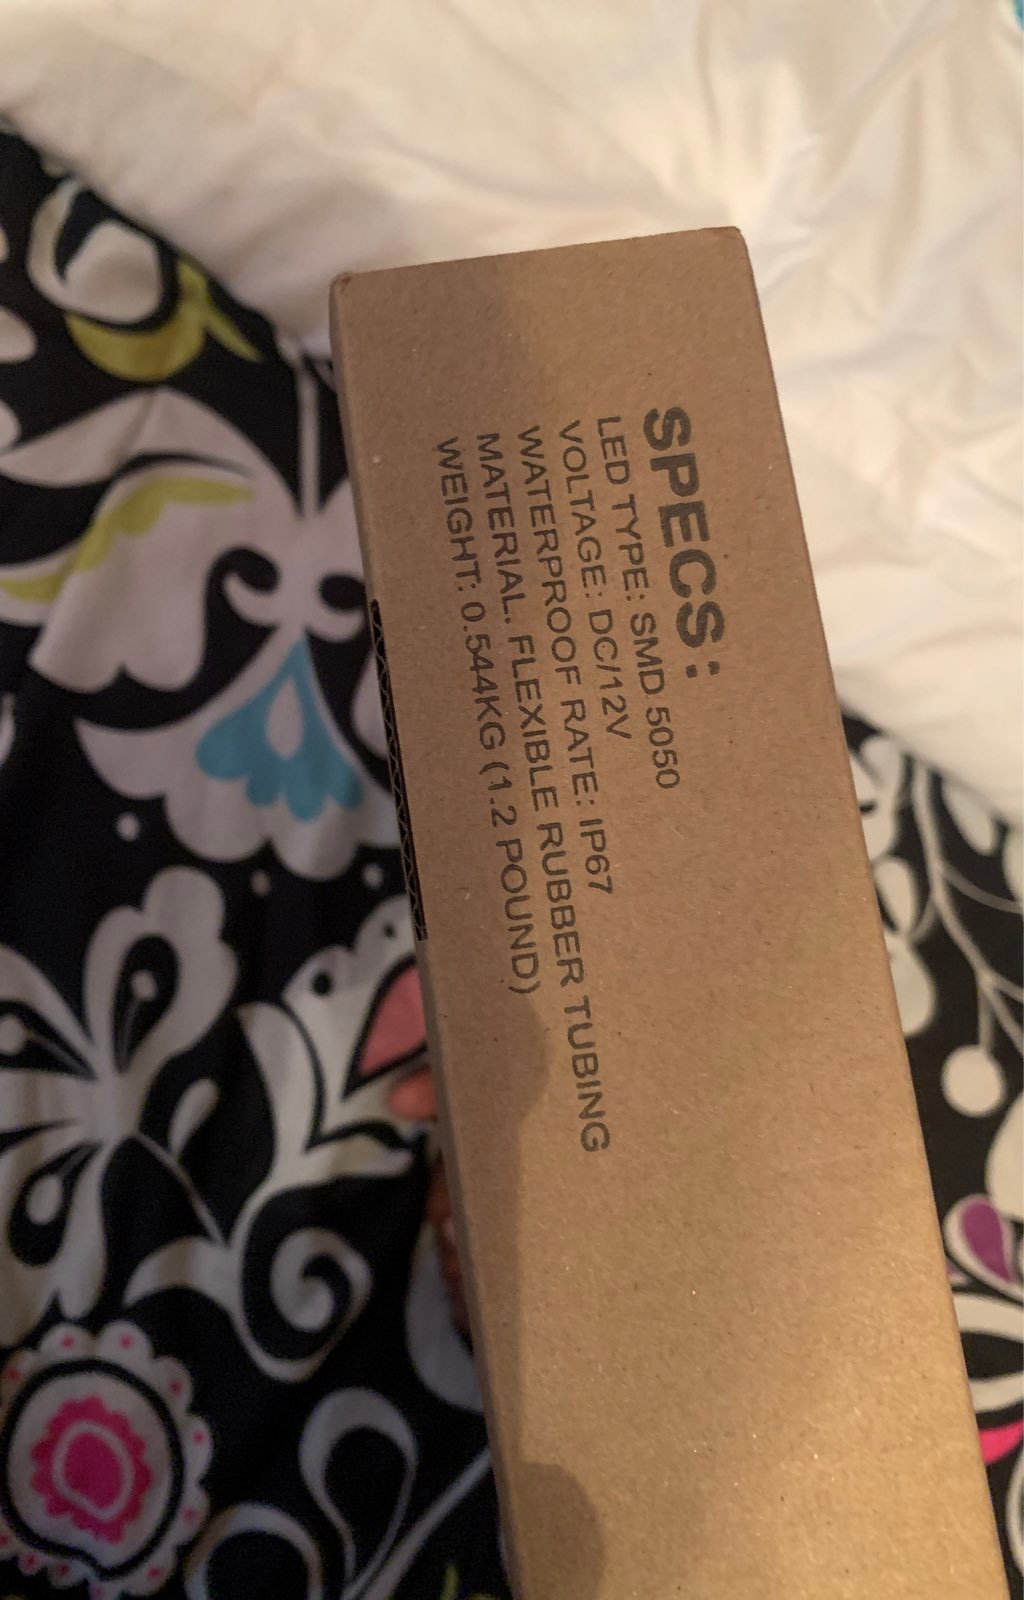 SPECS:
LED TYPE: SMD 5050
VOLTAGE: DC/12V
WATERPROOF RATE: IP67
MATERIAL: FLEXIBLE RUBBER TUBING
WEIGHT: 0.544KG (1.2 POUND)